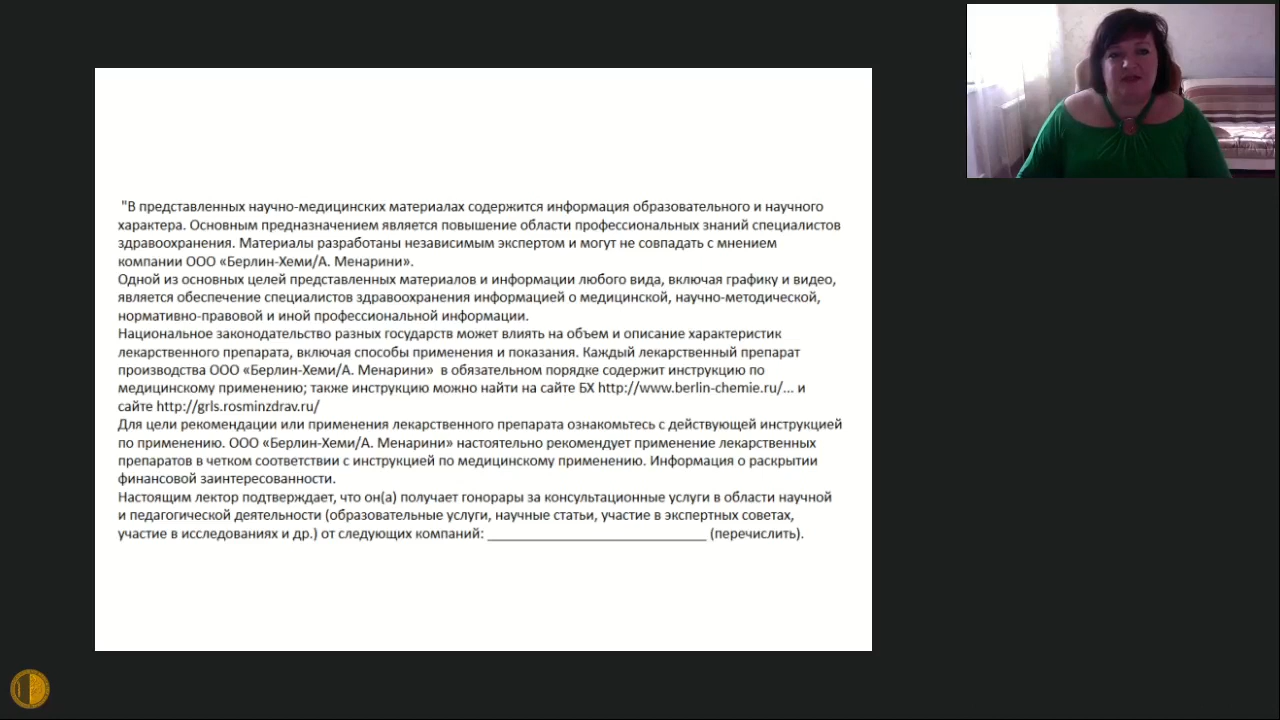 "В представленных научно-медицинских материалах содержится информация образовательного и научного
характера. Основным предназначением является повышение области профессиональных знаний специалистов
здравоохранения. Материалы разработаны независимым экспертом и могут не совпадать с мнением
компании ООО «Берлин-Хеми/А. Менарини».
Одной из основных целей представленных материалов и информации любого вида, включая графику и видео,
является обеспечение специалистов здравоохранения информацией о медицинской, научно-методической,
нормативно-правовой и иной профессиональной информации.
Национальное законодательство разных государств может влиять на объем и описание характеристик
лекарственного препарата, включая способы применения и показания. Каждый лекарственный препарат
производства ООО «Берлин-Хеми/А. Менарини» в обязательном порядке содержит инструкцию по
медицинскому применению; также инструкцию можно найти на сайте БХ http://www.berlin-chemie.ru/... и
сайте http://grls.rosminzdrav.ru/
Для цели рекомендации или применения лекарственного препарата ознакомьтесь с действующей инструкцией
по применению. ООО «Берлин-Хеми/А. Менарини» настоятельно рекомендует применение лекарственных
препаратов в четком соответствии с инструкцией по медицинскому применению. Информация о раскрытии
финансовой заинтересованности.
Настоящим лектор подтверждает, что он(а) получает гонорары за консультационные услуги в области научной
и педагогической деятельности (образовательные услуги, научные статьи, участие в экспертных советах,
участие в исследованиях и др.) от следующих компаний: ____________________________ (перечислить).